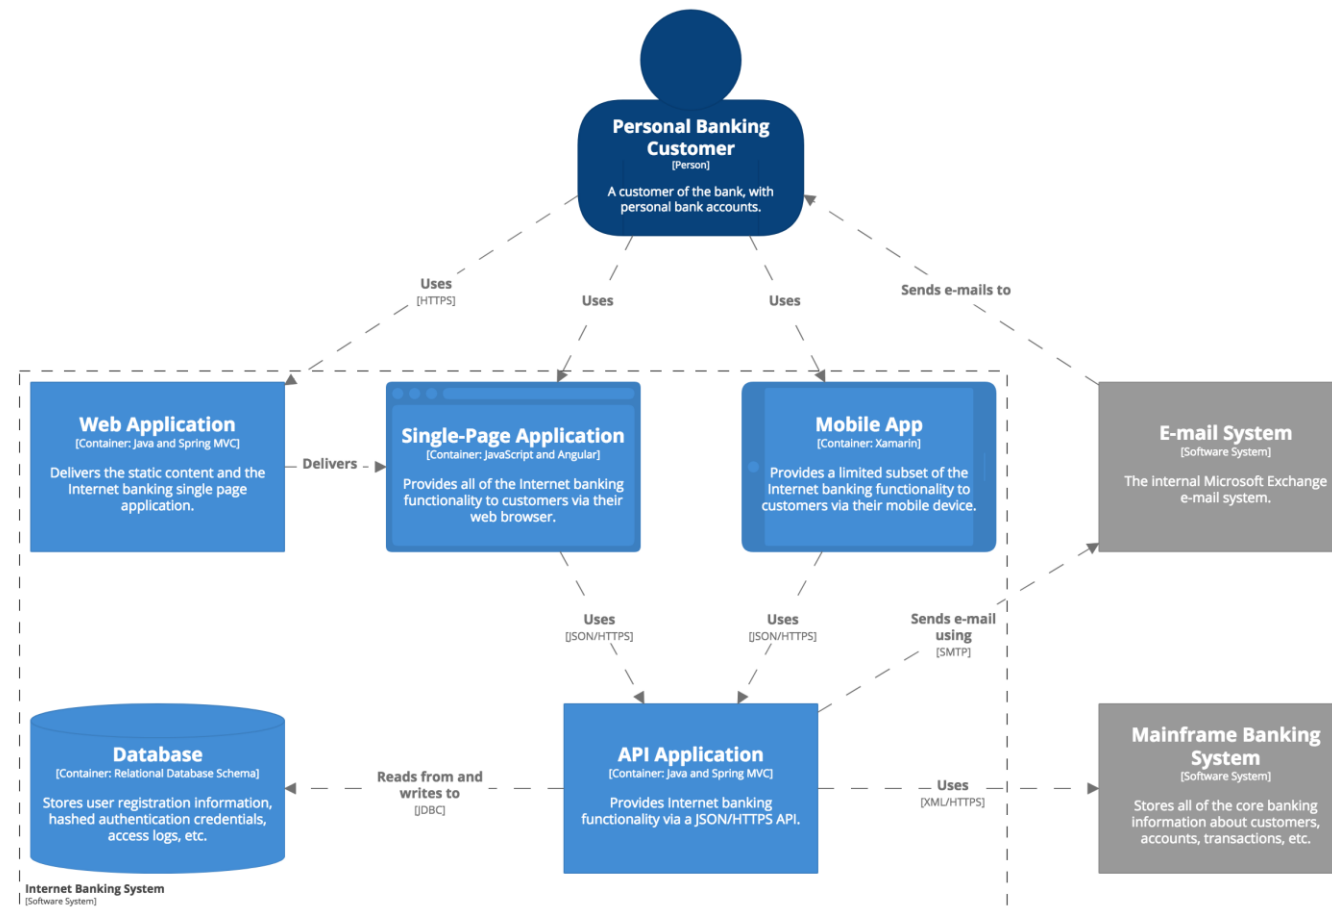 Personal Banking
Customer
[Person]
A customer of the bank, with
personal bank accounts.
Uses
[HTTPS]
Uses
Uses
Sends e-mails to
Web Application
[Container: Java and Spring MVC]
Delivers the static content and the
Internet banking single page
application.
Delivers
Single-Page Application
[Container: JavaScript and Angular]
Provides all of the Internet banking
functionality to customers via their
web browser.
Mobile App
[Container: Xamarin]
Provides a limited subset of the
Internet banking functionality to
customers via their mobile device.
E-mail System
[Software System]
The internal Microsoft Exchange
e-mail system.
Uses
[JSON/HTTPS]
Uses
[JSON/HTTPS]
Sends e-mail
using
[SMTP]
Database
[Container: Relational Database Schema]
Stores user registration information,
hashed authentication credentials,
access logs, etc.
Reads from and
writes to
[JDBC]
API Application
[Container: Java and Spring MVC]
Provides Internet banking
functionality via a JSON/HTTPS API.
Uses
[XML/HTTPS]
Mainframe Banking
System
[Software System]
Stores all of the core banking
information about customers,
accounts, transactions, etc.
Internet Banking System
[Software System]